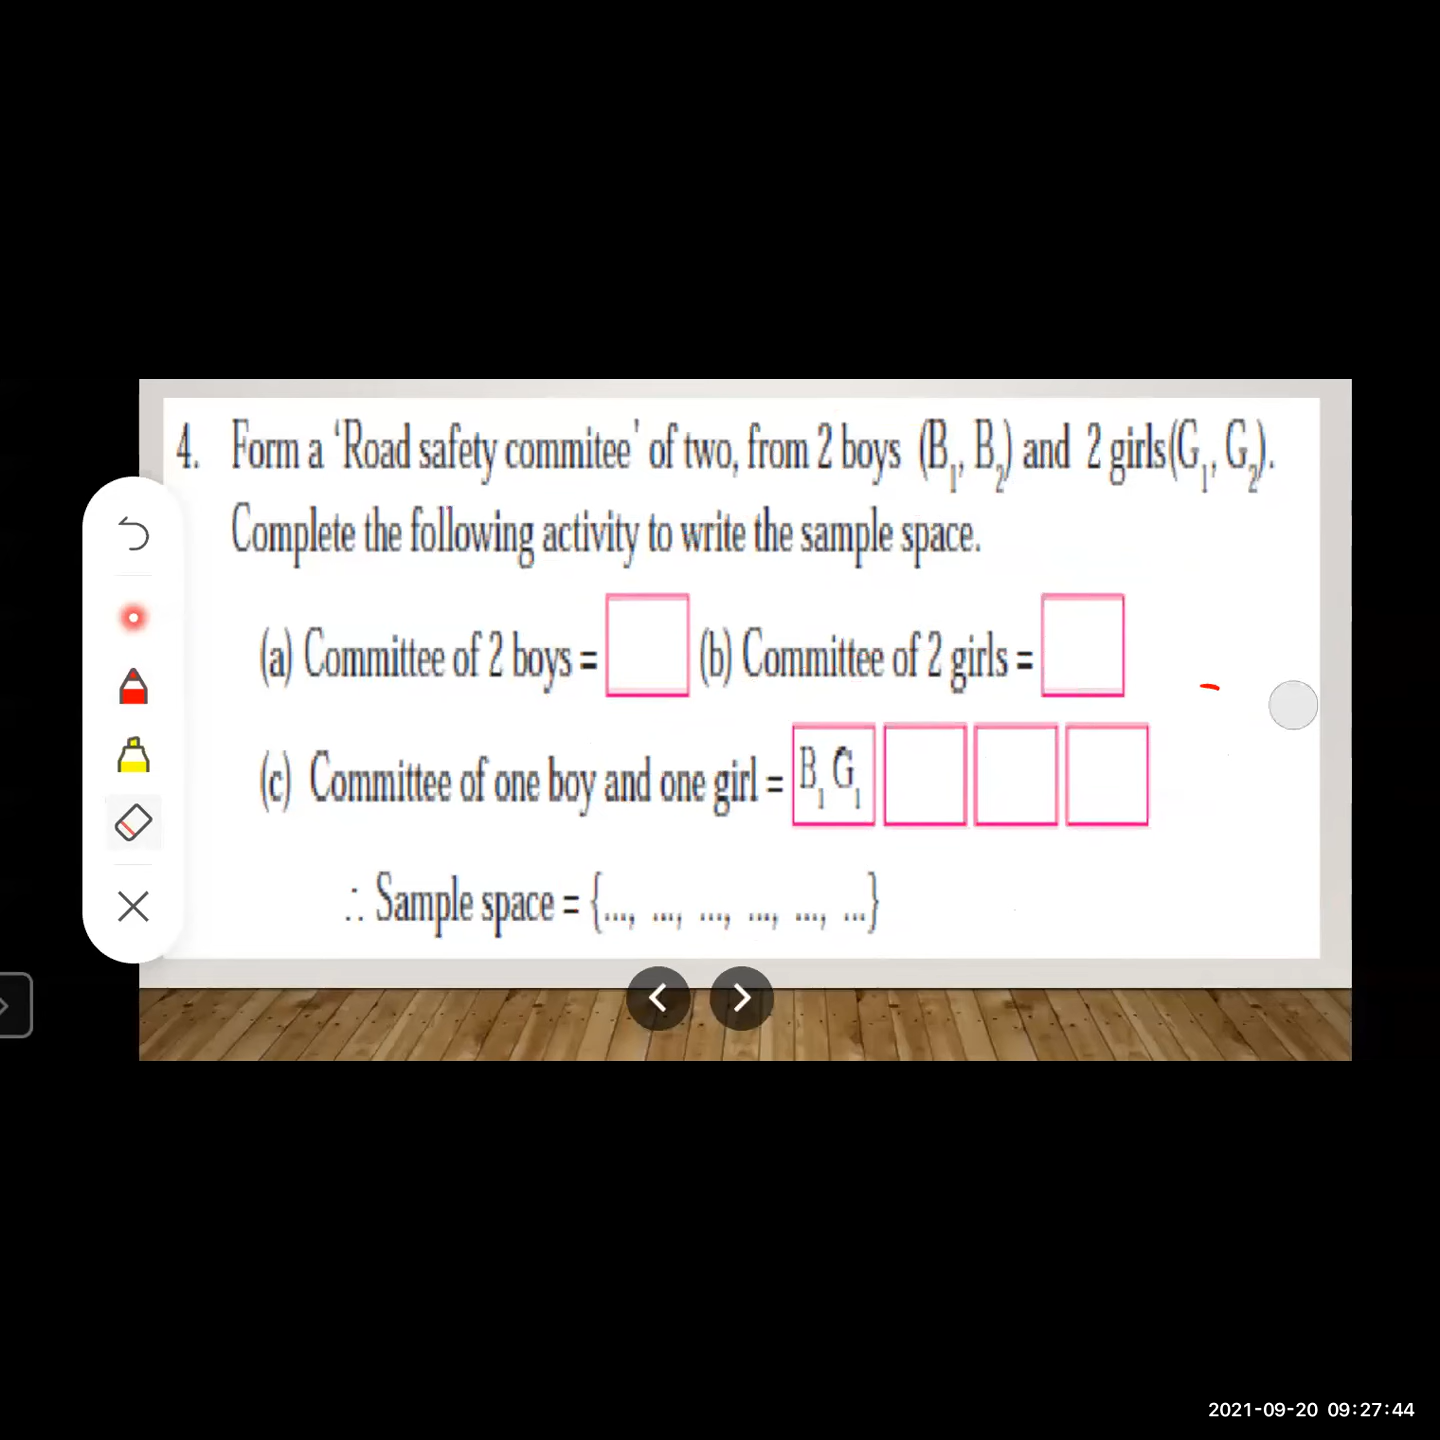 4. Form a ‘Road safety commitee’ of two, from 2 boys (B₁, B₂) and 2 girls(G₁, G₂).
Complete the following activity to write the sample space.
(a) Committee of 2 boys = (b) Committee of 2 girls =
(c) Committee of one boy and one girl = B₁ G₁
∴ Sample space = {..., ..., ..., ..., ..., ...}
2021-09-20 09:27:44